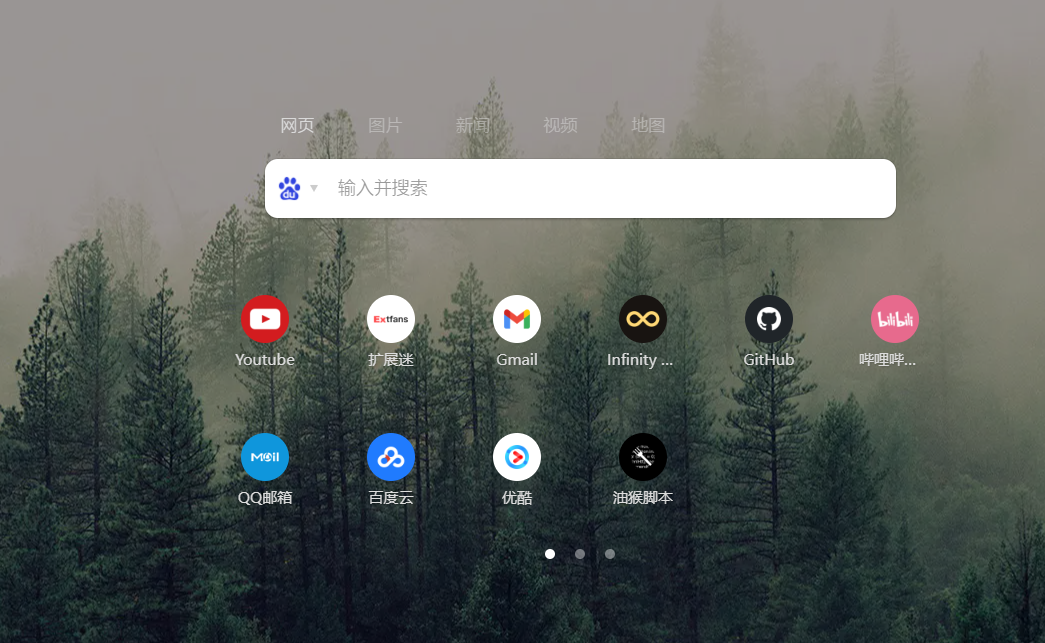 网页 图片 新闻 视频 地图
du 输入并搜索
Extfans bilibili
Youtube 扩展迷 Gmail Infinity ... GitHub 哔哩哔...
Mail
QQ邮箱 百度云 优酷 油猴脚本